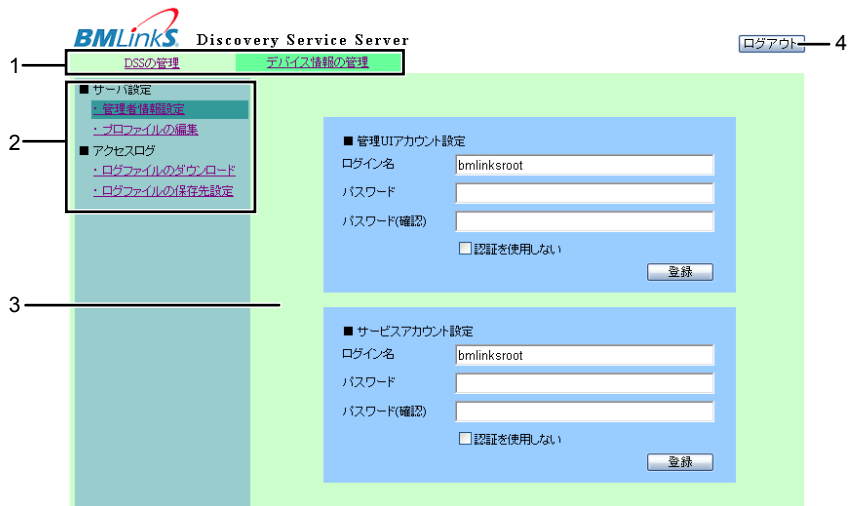 BMLinkS Discovery Service Server
ログアウト
4
1
DSSの管理 デバイス情報の管理
2
■ サーバ設定
・管理者情報設定
・プロファイルの編集
■ アクセスログ
・ログファイルのダウンロード
・ログファイルの保存先設定
3
■ 管理UIアカウント設定
ログイン名 bmlinksroot
パスワード
パスワード(確認)
認証を使用しない
登録
■ サービスアカウント設定
ログイン名 bmlinksroot
パスワード
パスワード(確認)
認証を使用しない
登録